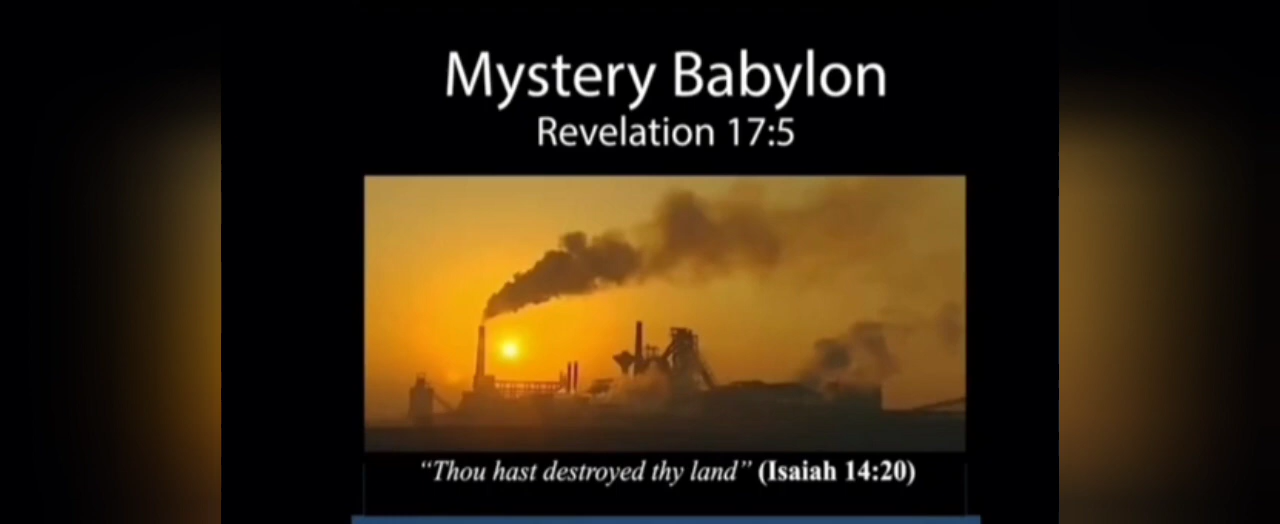 Mystery Babylon
Revelation 17:5
“Thou hast destroyed thy land” (Isaiah 14:20)